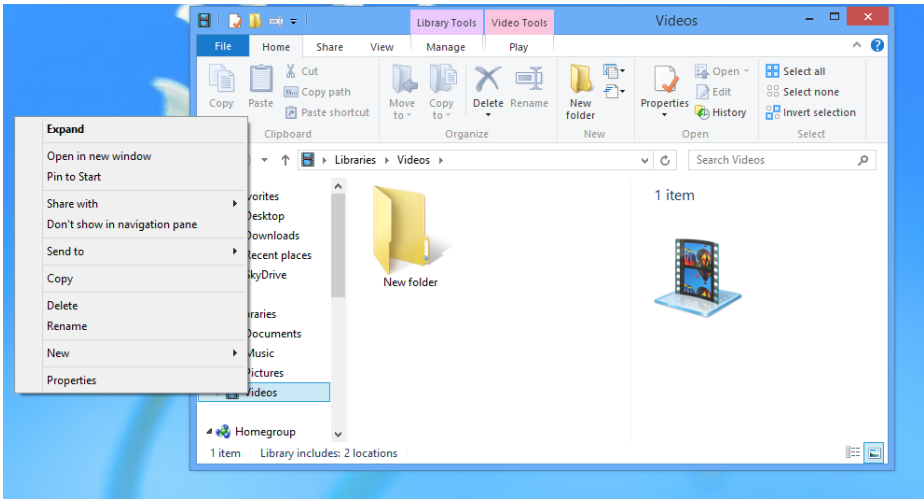 Library Tools Video Tools Videos
File Home Share View Manage Play
Copy
Paste
Cut
Copy path
Paste shortcut
Clipboard
Move to
Copy to
Delete
Rename
Organize
New folder
New
Properties
Open
Edit
History
Open
Select all
Select none
Invert selection
Select
Libraries Videos
Search Videos
Expand
Open in new window
Pin to Start
Share with
Don't show in navigation pane
Send to
Copy
Delete
Rename
New
Properties
vorites
Desktop
Downloads
Recent places
SkyDrive
braries
Documents
Music
Pictures
Videos
Homegroup
New folder
1 item
1 item Library includes: 2 locations